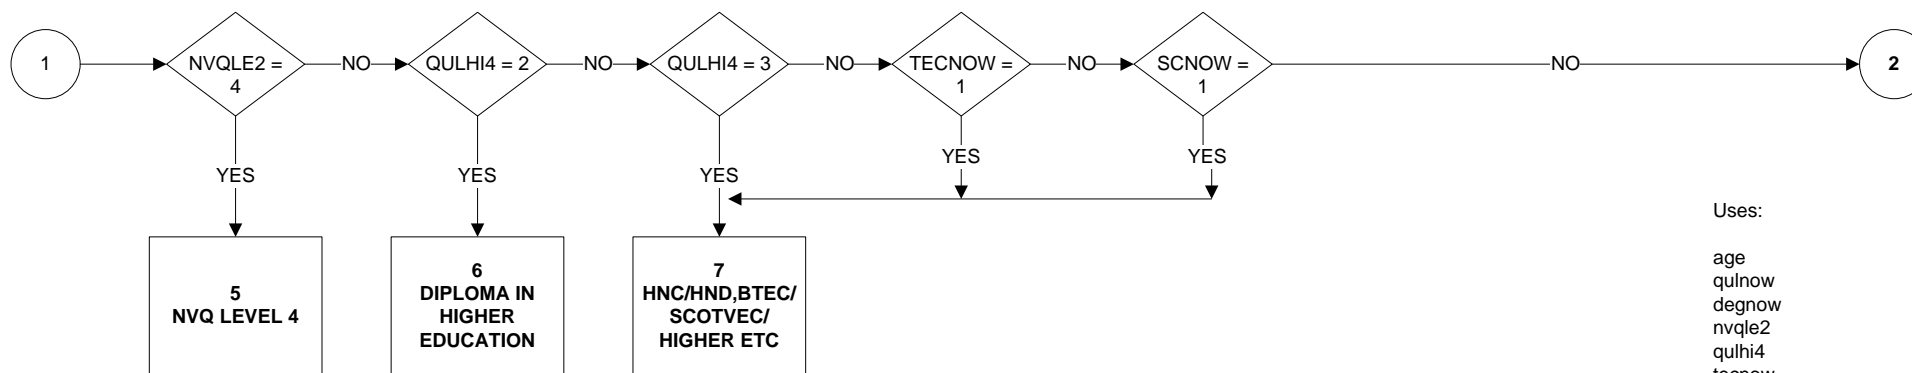 1
NVQLE2 =
4
NO
QULHI4 = 2
NO
QULHI4 = 3
NO
TECNOW =
1
NO
SCNOW =
1
NO
2
YES
YES
YES
YES
YES
5
NVQ LEVEL 4
6
DIPLOMA IN
HIGHER
EDUCATION
7
HNC/HND,BTEC/
SCOTVEC/
HIGHER ETC
Uses:
age
qulnow
degnow
nvqle2
qulhi4